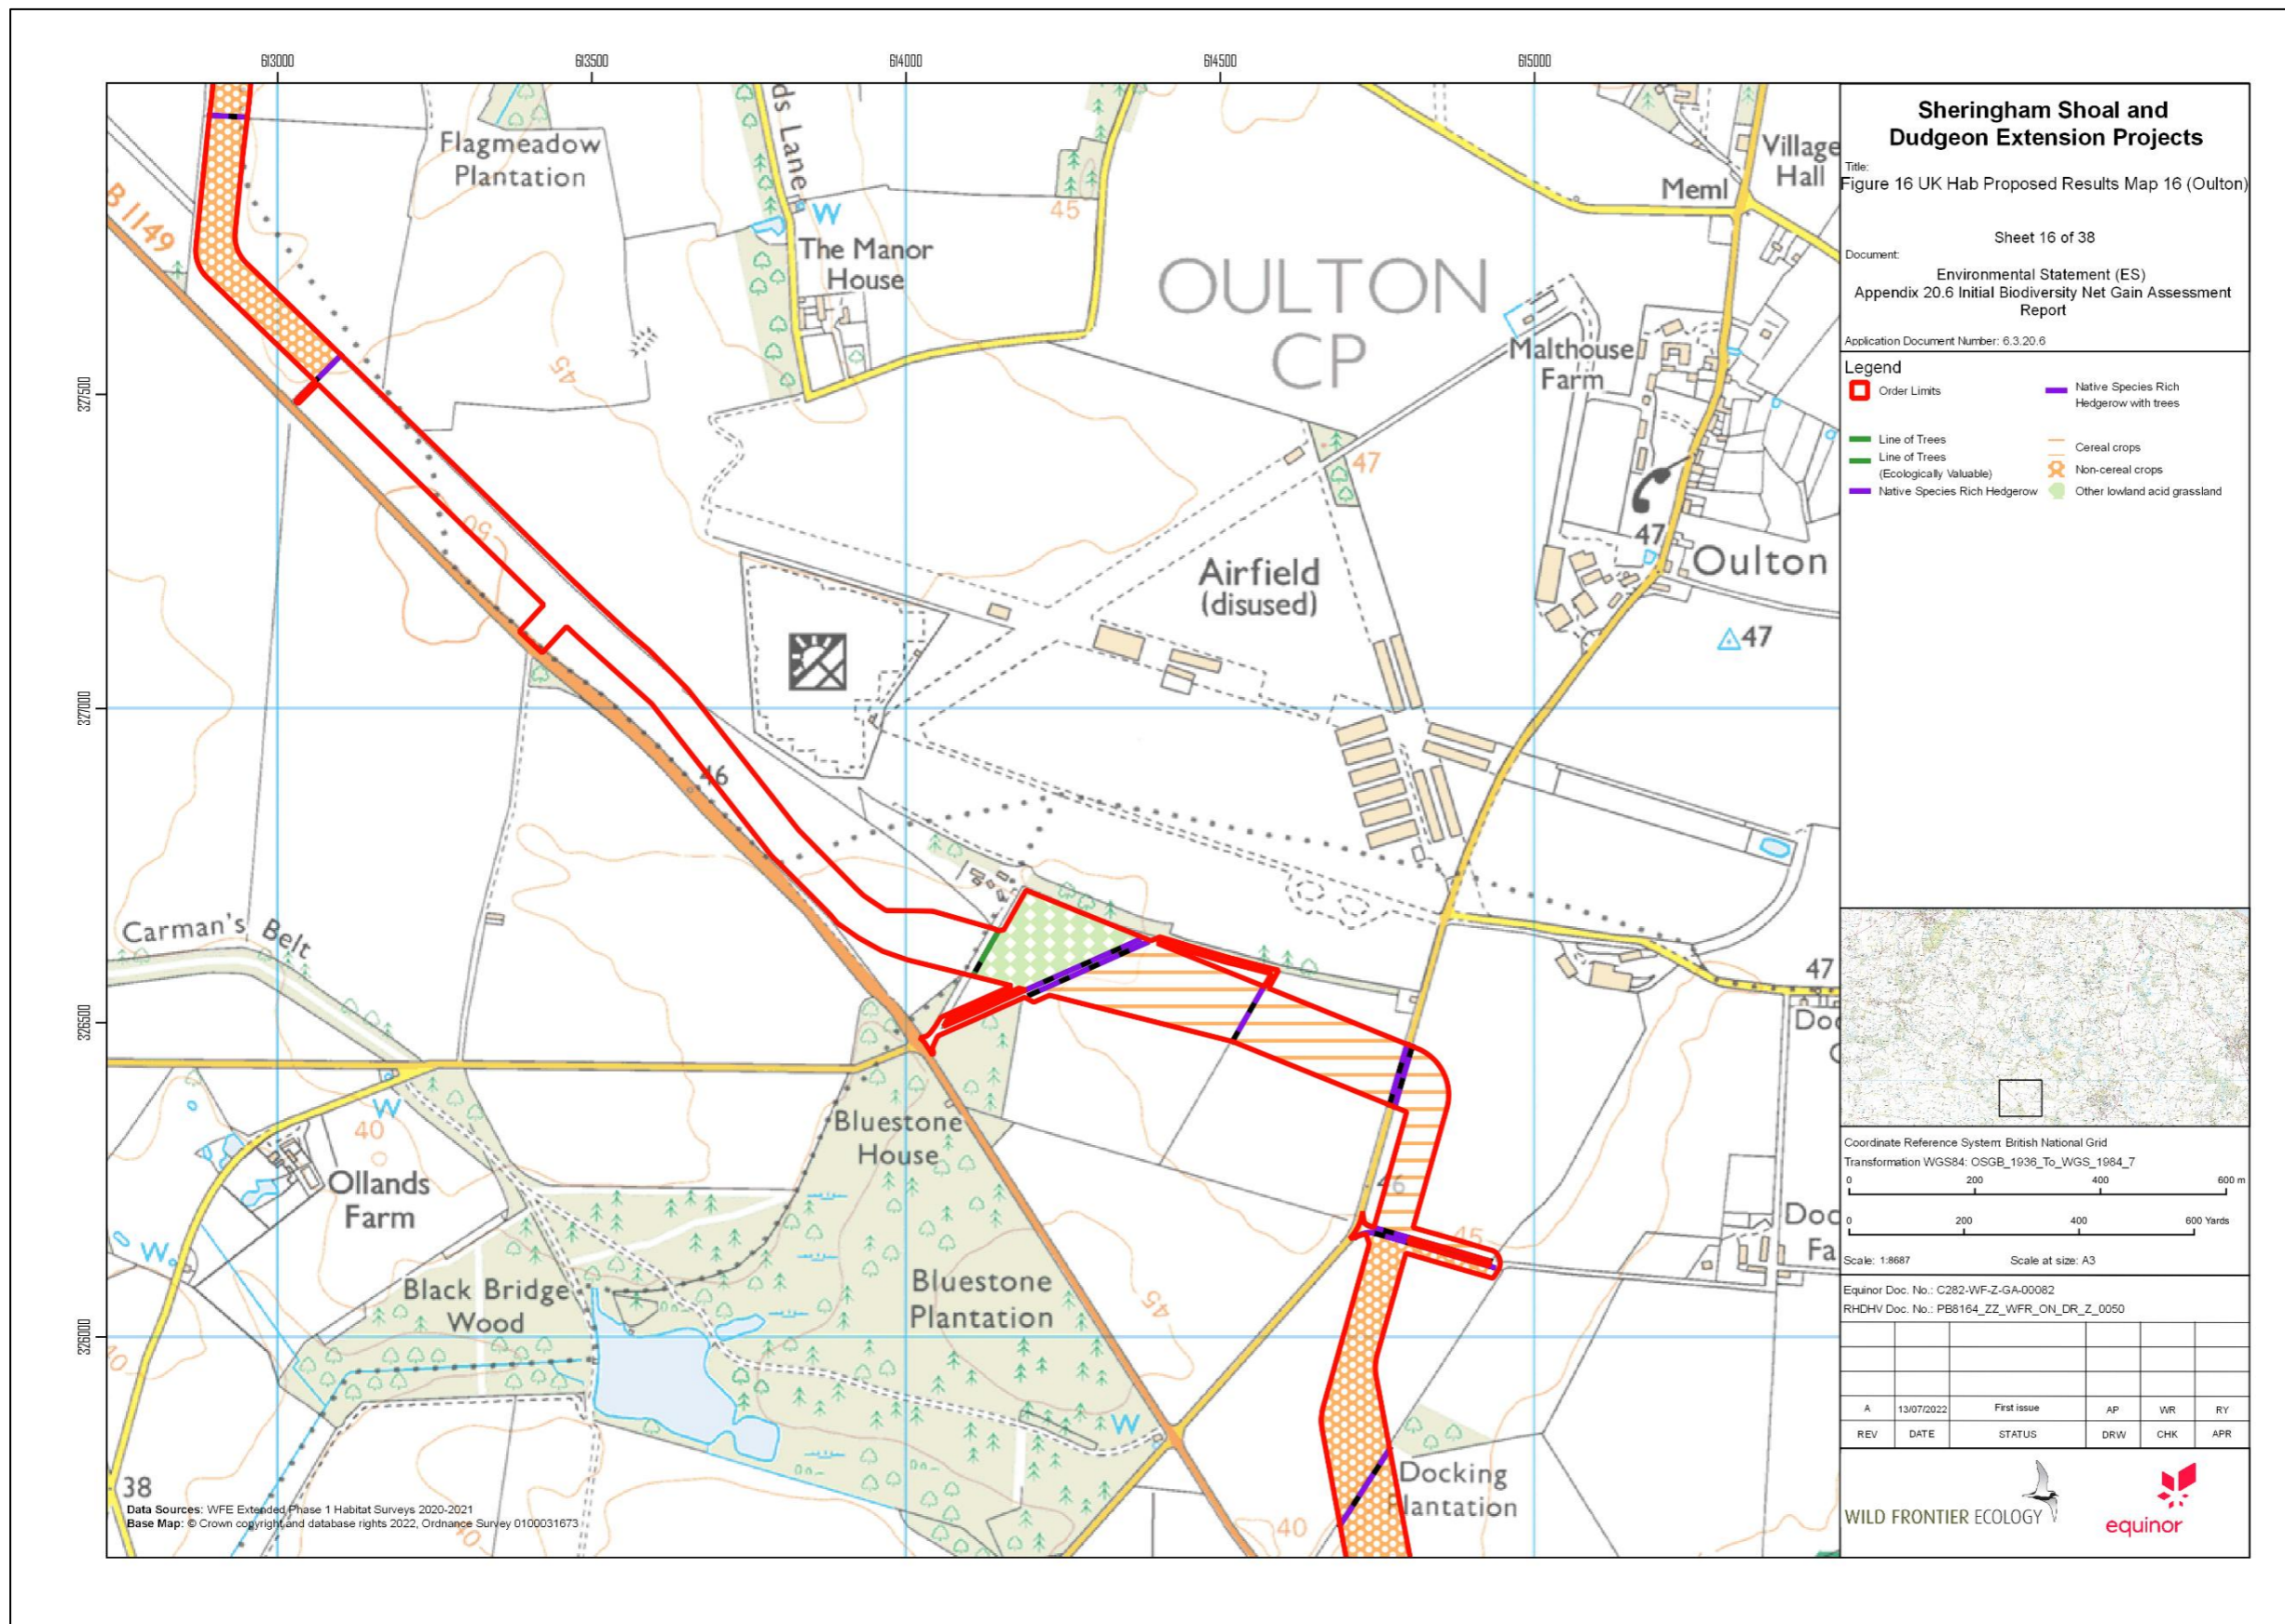 613000
613500
614000
614500
615000
327500
327000
326500
326000
Flagmeadow
Plantation
ds Lane
W
The Manor
House
B 1149
45
45
OULTON
CP
Meml
Village
Hall
Malthouse
Farm
47
47
Oulton
47
50
Airfield
(disused)
46
Carman's Belt
47
Doc
W
40
Ollands
Farm
W
Bluestone
House
46
45
Doc
Fa
Black Bridge
Wood
Bluestone
Plantation
45
40
W
Docking
Plantation
38
40
40
Data Sources: WFE Extended Phase 1 Habitat Surveys 2020-2021
Base Map: © Crown copyright and database rights 2022, Ordnance Survey 0100031673
Sheringham Shoal and
Dudgeon Extension Projects
Title:
Figure 16 UK Hab Proposed Results Map 16 (Oulton)
Sheet 16 of 38
Document:
Environmental Statement (ES)
Appendix 20.6 Initial Biodiversity Net Gain Assessment
Report
Application Document Number: 6.3.20.6
Legend
Order Limits
Line of Trees
Line of Trees
(Ecologically Valuable)
Native Species Rich Hedgerow
Native Species Rich
Hedgerow with trees
Cereal crops
Non-cereal crops
Other lowland acid grassland
Coordinate Reference System: British National Grid
Transformation WGS84: OSGB_1936_To_WGS_1984_7
0 200 400 600 m
0 200 400 600 Yards
Scale: 1:8687 Scale at size: A3
Equinor Doc. No.: C282-WF-Z-GA-00082
RHDHV Doc. No.: PB8164_ZZ_WFR_ON_DR_Z_0050
A 13/07/2022 First issue AP WR RY
REV DATE STATUS DRW CHK APR
WILD FRONTIER ECOLOGY
equinor